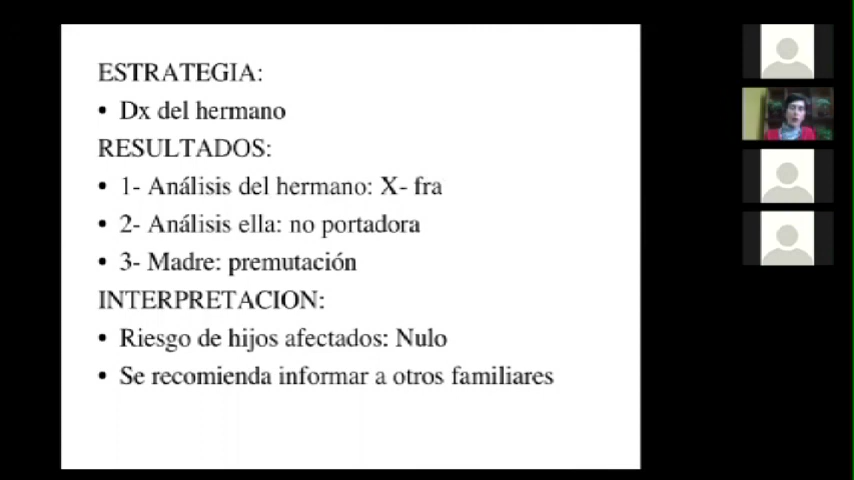 ESTRATEGIA:
• Dx del hermano
RESULTADOS:
• 1- Análisis del hermano: X- fra
• 2- Análisis ella: no portadora
• 3- Madre: premutación
INTERPRETACION:
• Riesgo de hijos afectados: Nulo
• Se recomienda informar a otros familiares